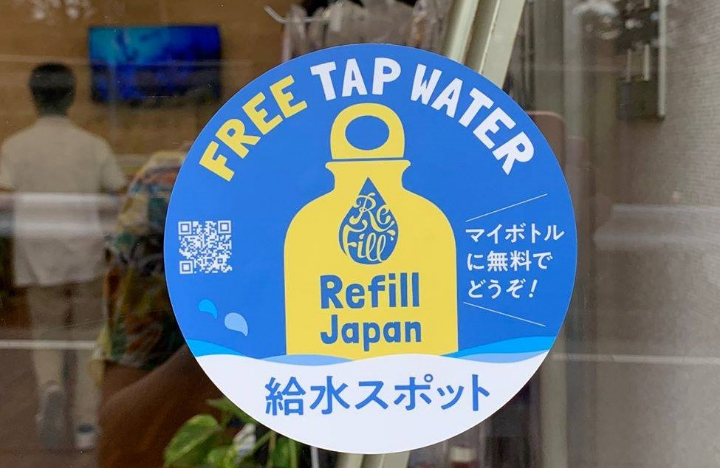 FREE TAP WATER
Re
fill
Refill
Japan
マイボトル
に無料で
どうぞ！
給水スポット